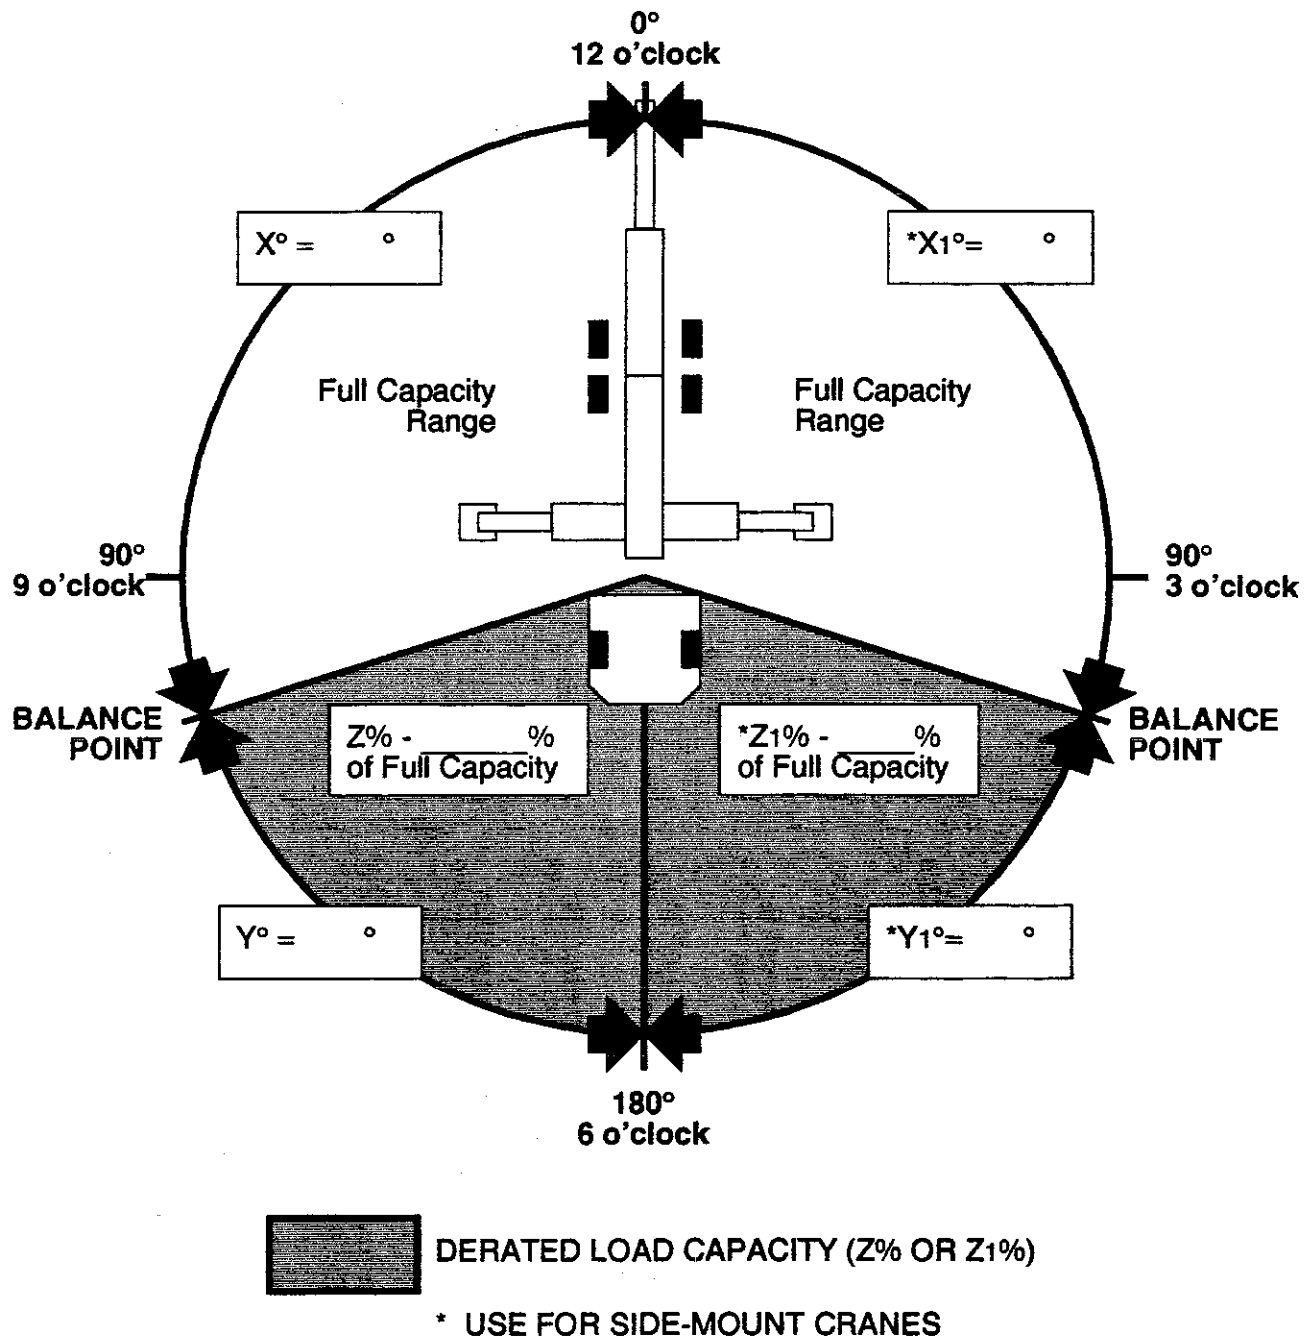 0°
12 o'clock
X° = °
*X1°= °
Full Capacity
Range
Full Capacity
Range
90°
9 o'clock
90°
3 o'clock
BALANCE
POINT
Z% - ______%
of Full Capacity
*Z1% - ____%
of Full Capacity
BALANCE
POINT
Y° = °
*Y1°= °
180°
6 o'clock
DERATED LOAD CAPACITY (Z% OR Z1%)
* USE FOR SIDE-MOUNT CRANES